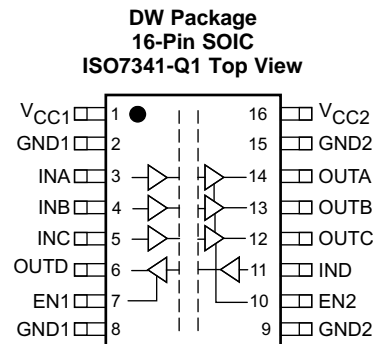 DW Package
16-Pin SOIC
ISO7341-Q1 Top View
VCC1 1 16 VCC2
GND1 2 15 GND2
INA 3 14 OUTA
INB 4 13 OUTB
INC 5 12 OUTC
OUTD 6 11 IND
EN1 7 10 EN2
GND1 8 9 GND2